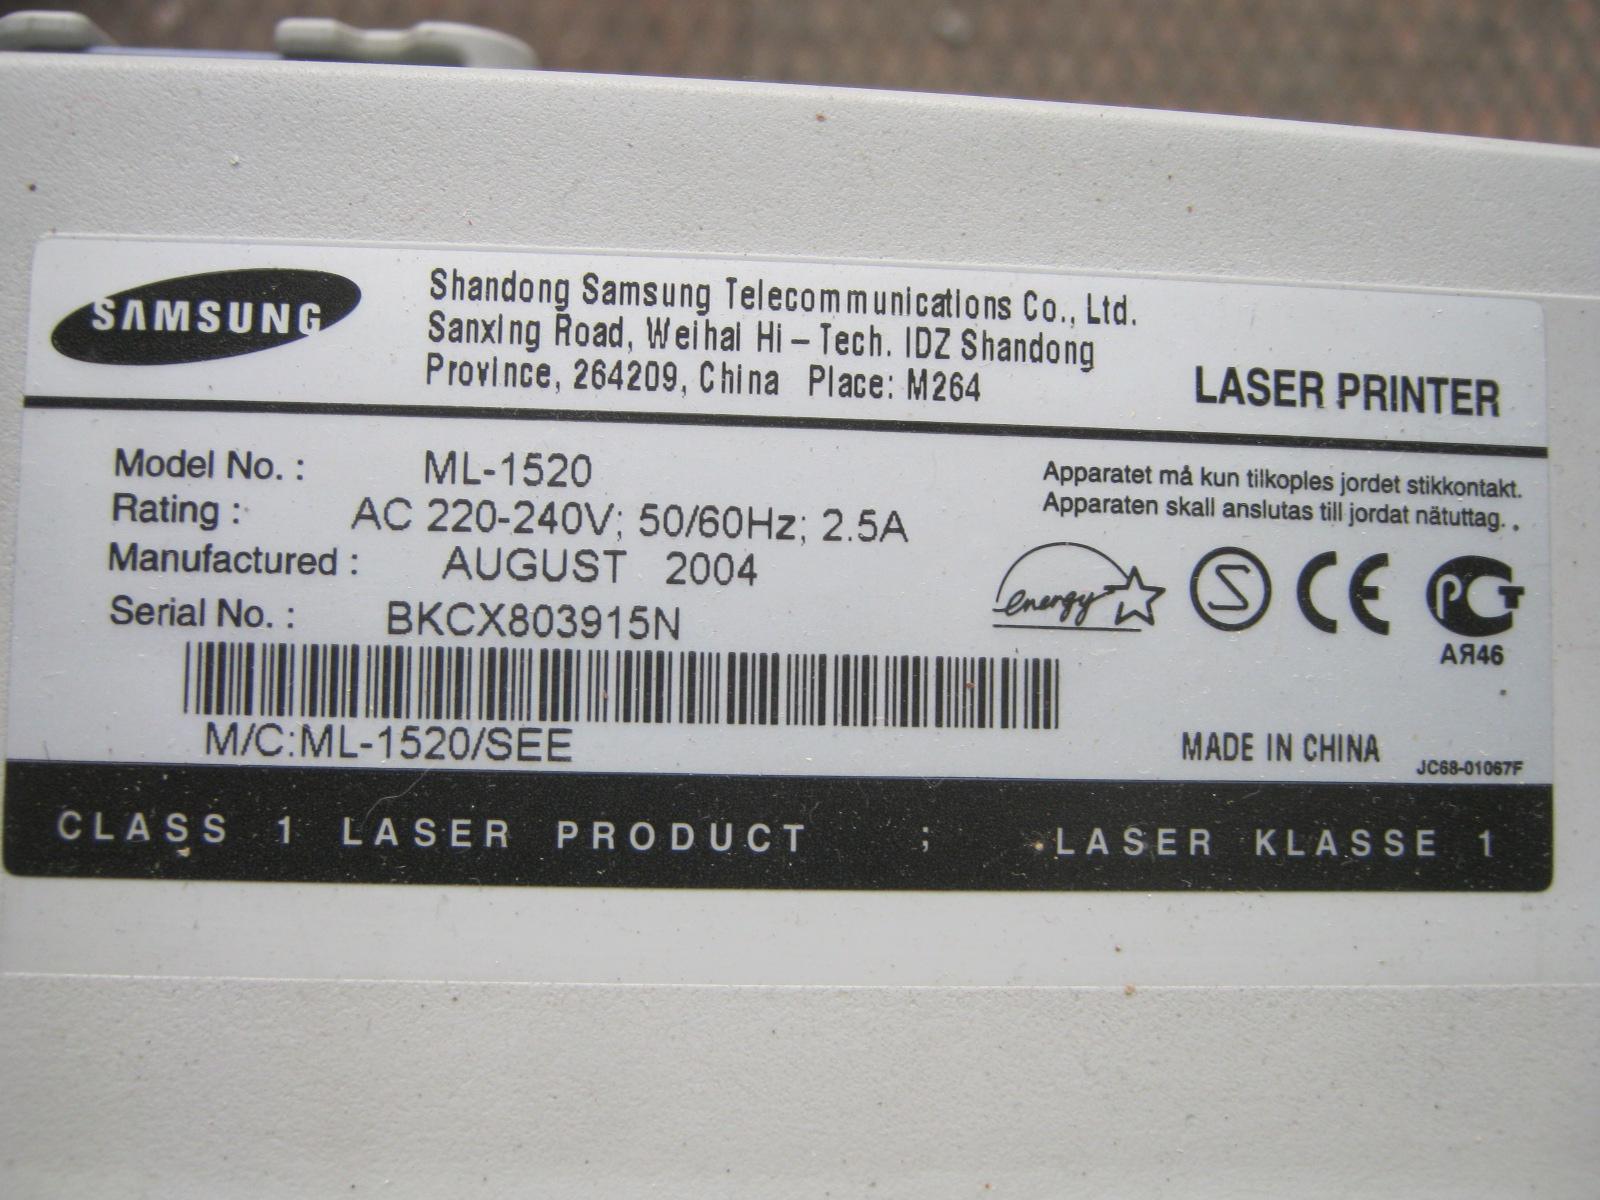 SAMSUNG
Shandong Samsung Telecommunications Co., Ltd.
Sanxing Road, Weihai Hi-Tech. IDZ Shandong
Province, 264209, China Place: M264
LASER PRINTER
Model No. : ML-1520
Rating : AC 220-240V; 50/60Hz; 2.5A
Manufactured : AUGUST 2004
Serial No. : BKCX803915N
M/C:ML-1520/SEE
Apparatet må kun tilkoples jordet stikkontakt.
Apparaten skall anslutas till jordat nätuttag. .
energy
S CE PCT
АЯ46
MADE IN CHINA
JC68-01067F
CLASS 1 LASER PRODUCT ; LASER KLASSE 1